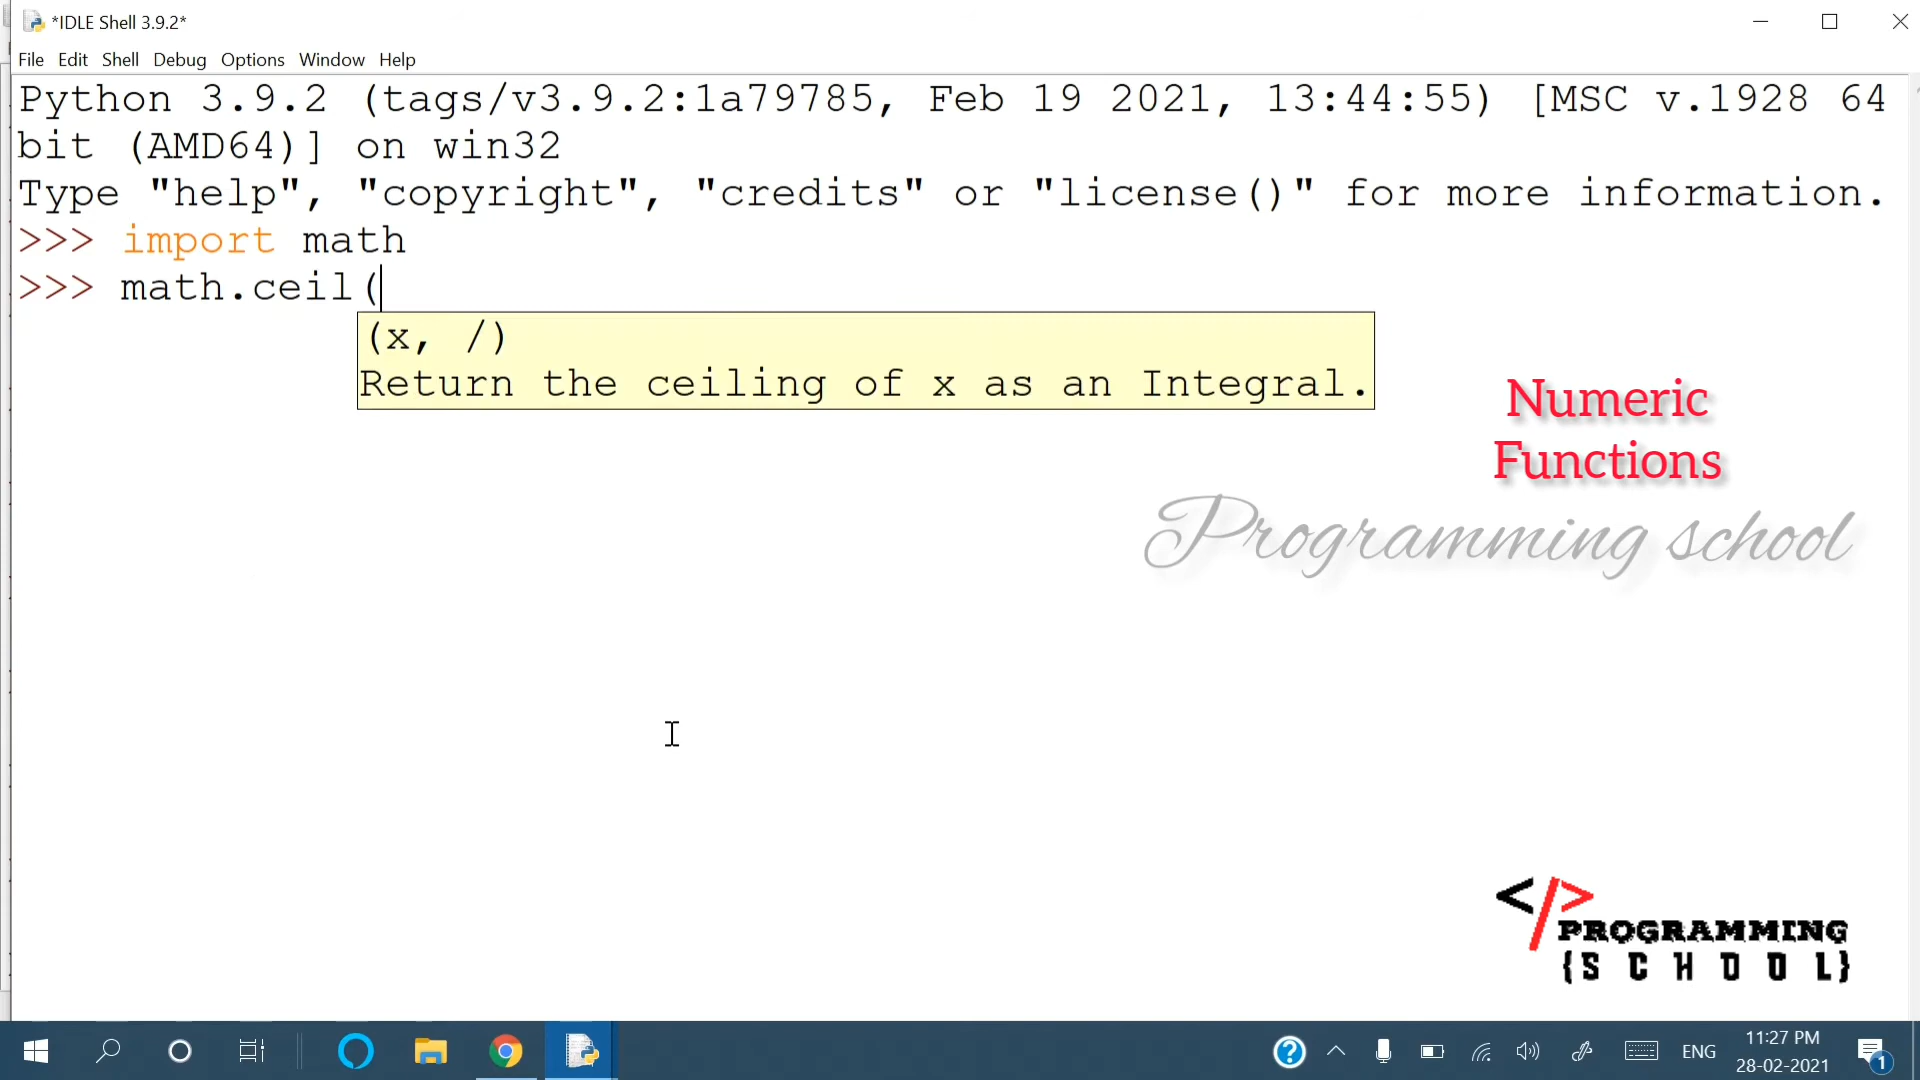 *IDLE Shell 3.9.2*
File Edit Shell Debug Options Window Help
Python 3.9.2 (tags/v3.9.2:1a79785, Feb 19 2021, 13:44:55) [MSC v.1928 64
bit (AMD64)] on win32
Type "help", "copyright", "credits" or "license()" for more information.
>>> import math
>>> math.ceil(
(x, /)
Return the ceiling of x as an Integral.
Numeric
Functions
Programming school
</>
PROGRAMMING
{SCHOOL}
ENG
11:27 PM
28-02-2021
1